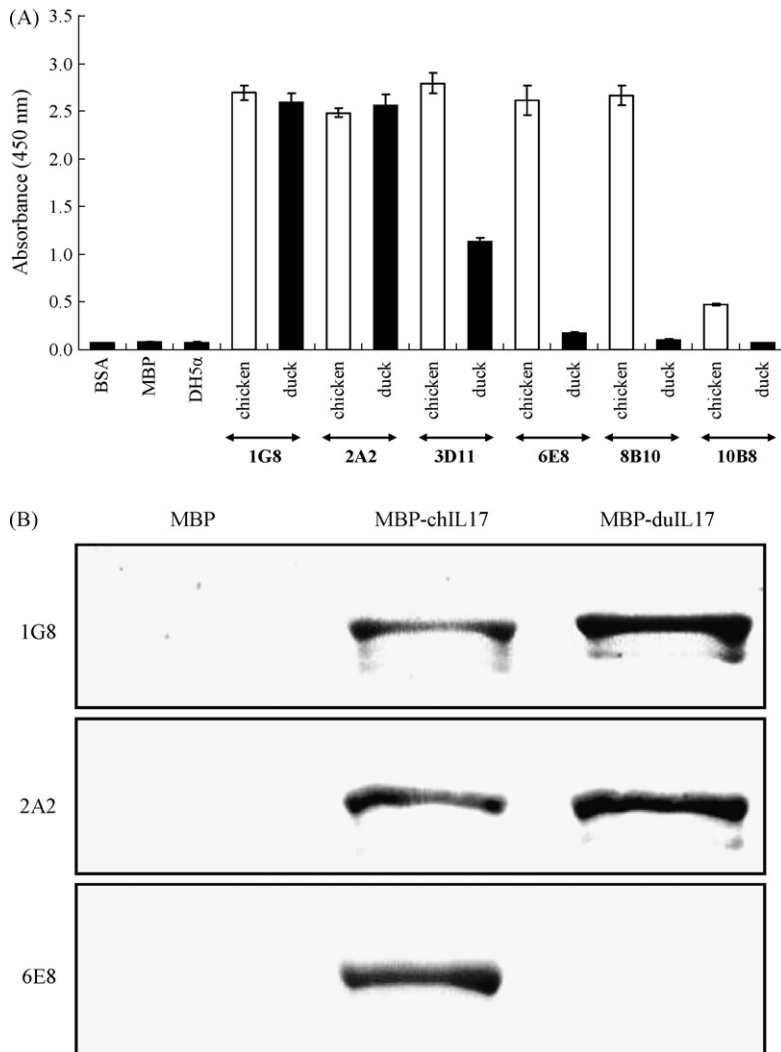 (A)
Absorbance (450 nm)
3.5
3.0
2.5
2.0
1.5
1.0
0.5
0.0
BSA MBP DH5α chicken duck chicken duck chicken duck chicken duck chicken duck chicken duck
1G8 2A2 3D11 6E8 8B10 10B8
(B) MBP MBP-chIL17 MBP-duIL17
1G8
2A2
6E8